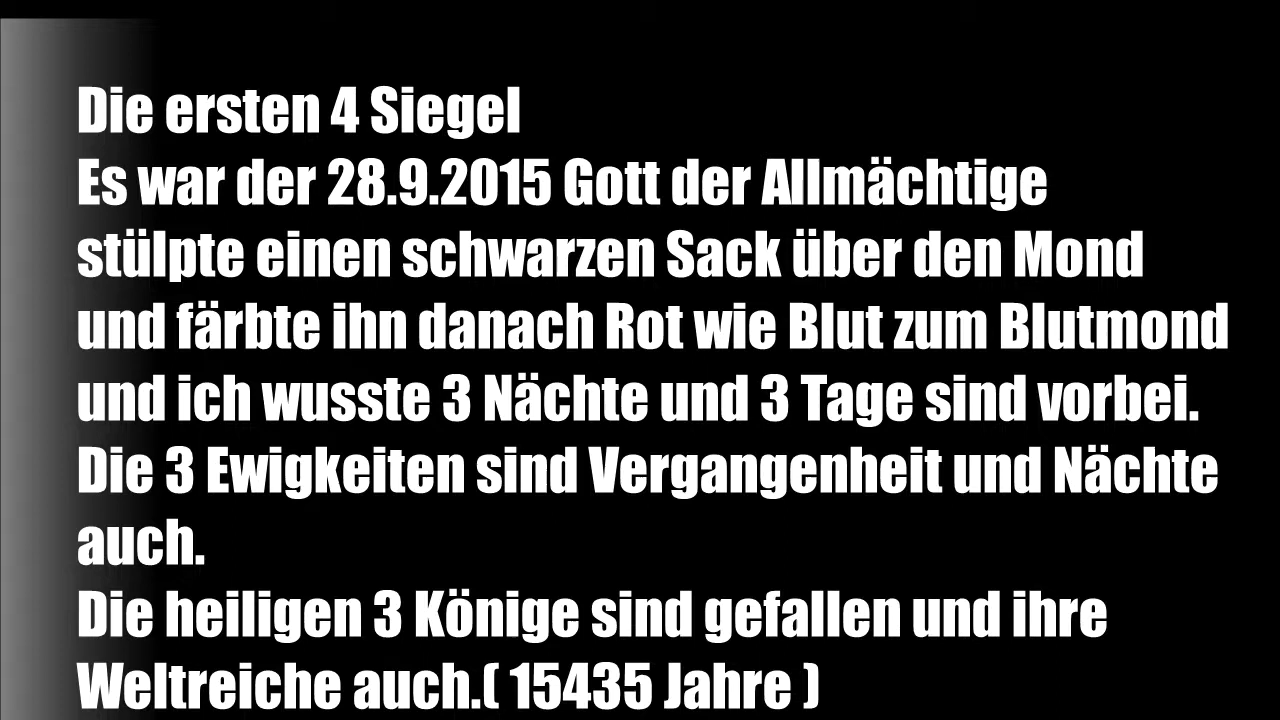 Die ersten 4 Siegel
Es war der 28.9.2015 Gott der Allmächtige
stülpte einen schwarzen Sack über den Mond
und färbte ihn danach Rot wie Blut zum Blutmond
und ich wusste 3 Nächte und 3 Tage sind vorbei.
Die 3 Ewigkeiten sind Vergangenheit und Nächte
auch.
Die heiligen 3 Könige sind gefallen und ihre
Weltreiche auch.( 15435 Jahre )